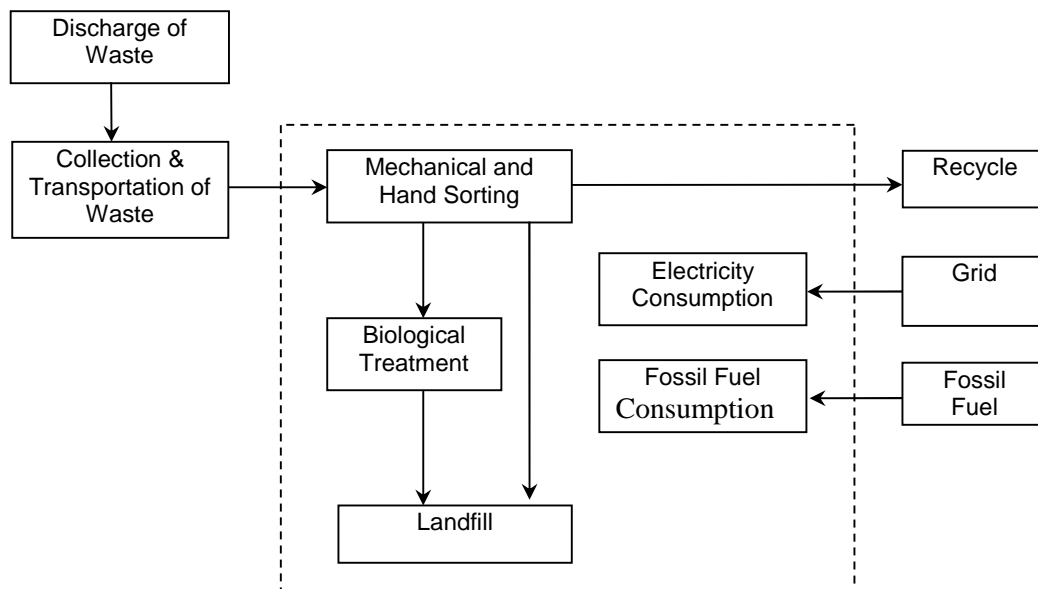 Discharge of
Waste
Collection &
Transportation of
Waste
Mechanical and
Hand Sorting
Recycle
Electricity
Consumption
Grid
Biological
Treatment
Fossil Fuel
Consumption
Fossil
Fuel
Landfill